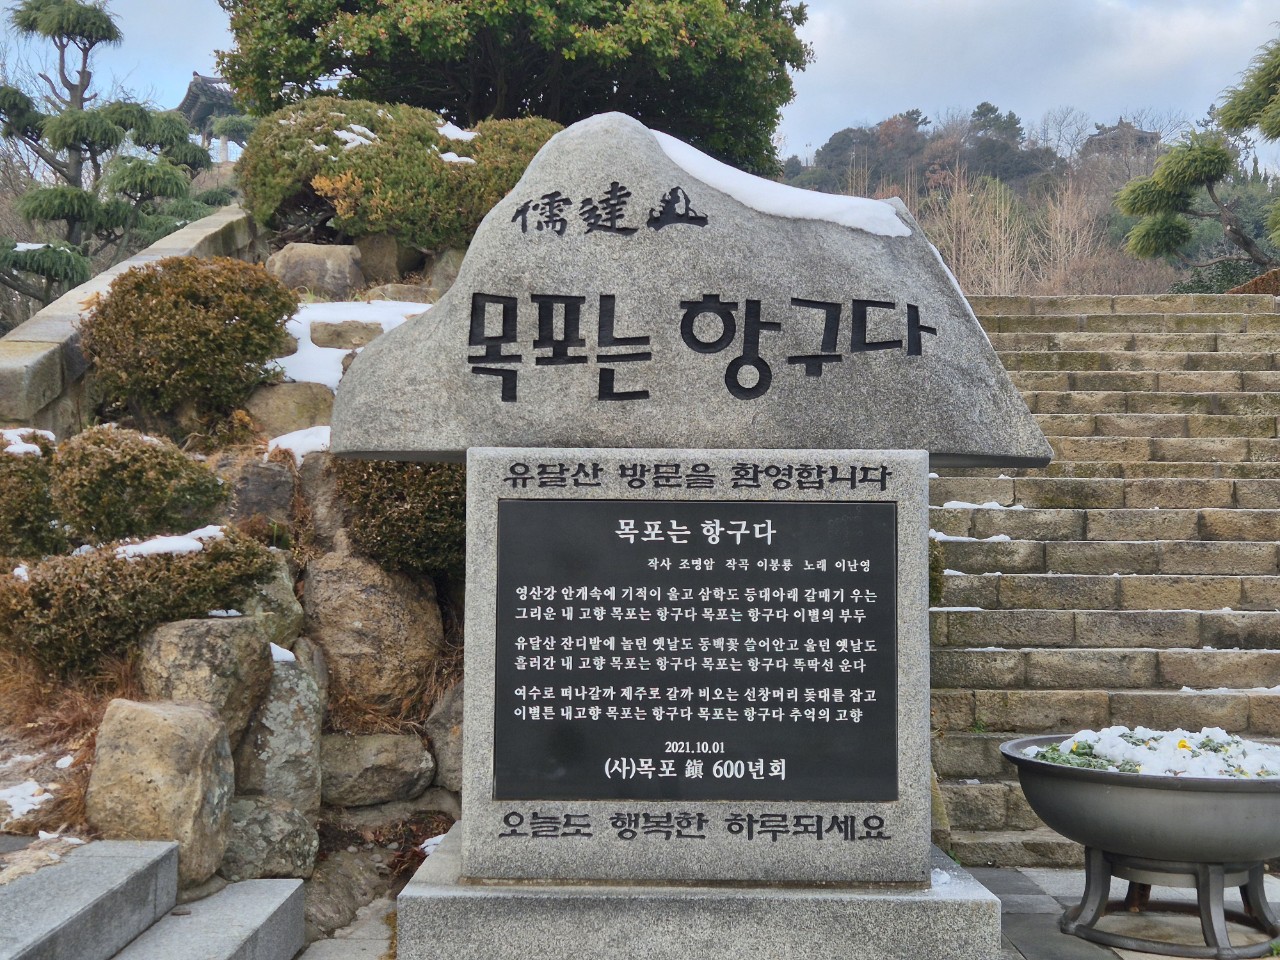 儒達山
목포는 항구다
유달산 방문을 환영합니다
목포는 항구다
작사 조명암 작곡 이봉룡 노래 이난영
영산강 안개속에 기적이 울고 삼학도 등대아래 갈매기 우는
그리운 내 고향 목포는 항구다 목포는 항구다 이별의 부두
유달산 잔디밭에 놀던 옛날도 동백꽃 쓸어안고 울던 옛날도
흘러간 내 고향 목포는 항구다 목포는 항구다 똑딱선 운다
여수로 떠나갈까 제주로 갈까 비오는 선창머리 돛대를 잡고
이별튼 내고향 목포는 항구다 목포는 항구다 추억의 고향
2021.10.01
(사)목포 鎭 600년회
오늘도 행복한 하루되세요